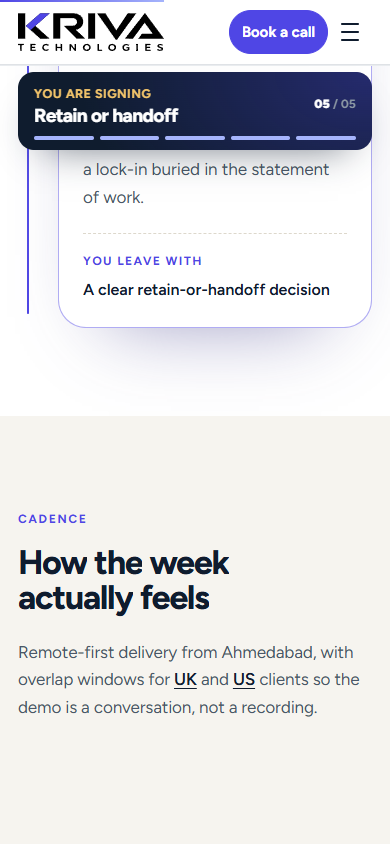 KRIVA
TECHNOLOGIES
Book a call
YOU ARE SIGNING
Retain or handoff
05 / 05
a lock-in buried in the statement
of work.
YOU LEAVE WITH
A clear retain-or-handoff decision
CADENCE
How the week
actually feels
Remote-first delivery from Ahmedabad, with
overlap windows for UK and US clients so the
demo is a conversation, not a recording.